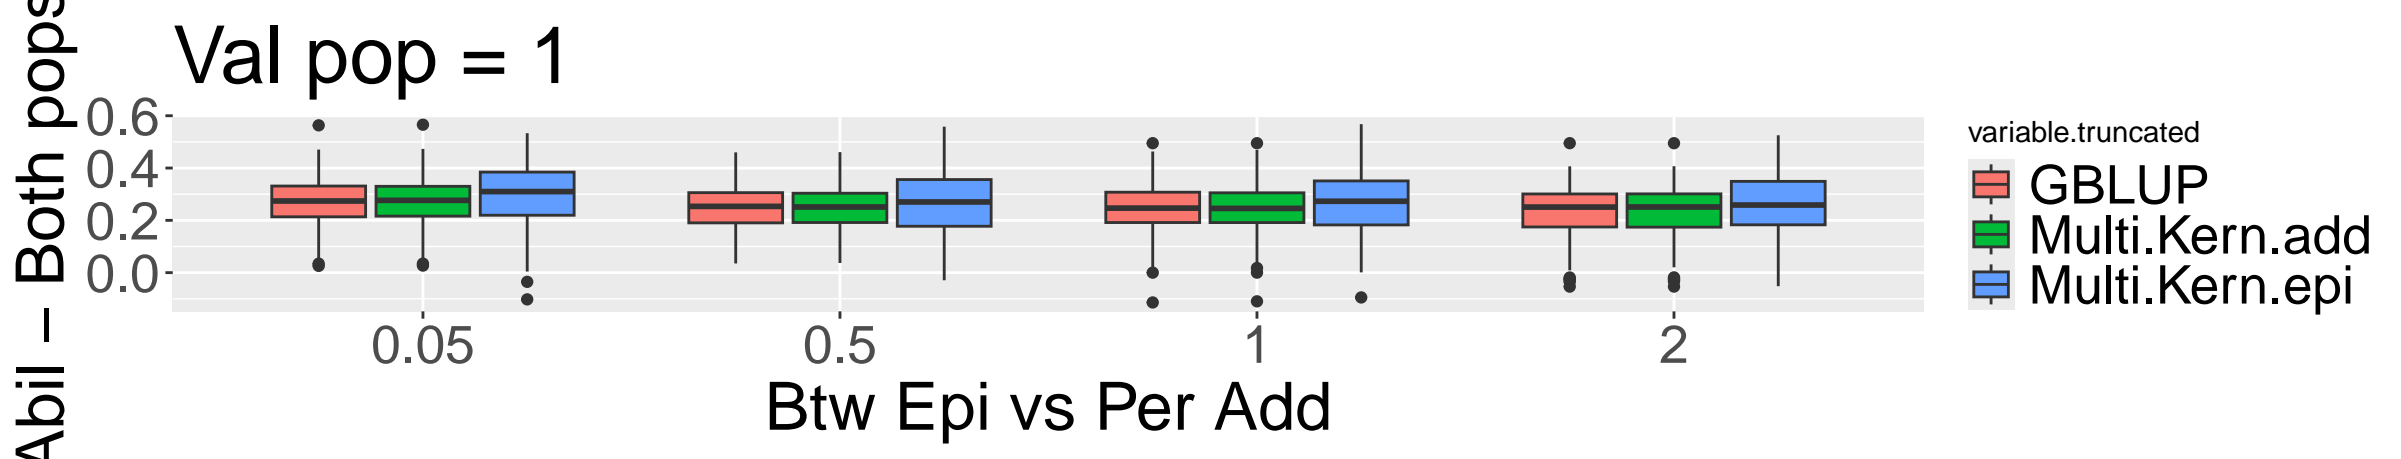 Val pop = 1
Abil – Both pops
0.6
0.4
0.2
0.0
0.05 0.5 1 2
Btw Epi vs Per Add
variable.truncated
GBLUP
Multi.Kern.add
Multi.Kern.epi